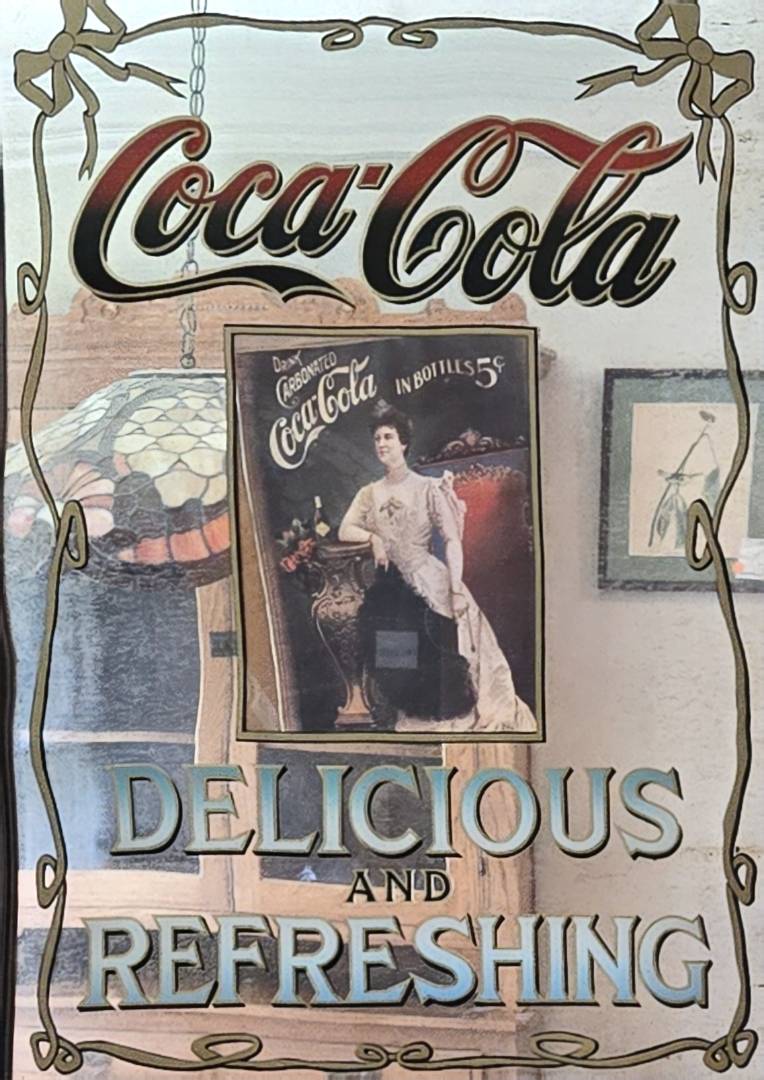 Coca-Cola
DRINK
CARBONATED
Coca-Cola
IN BOTTLES 5¢
DELICIOUS
AND
REFRESHING